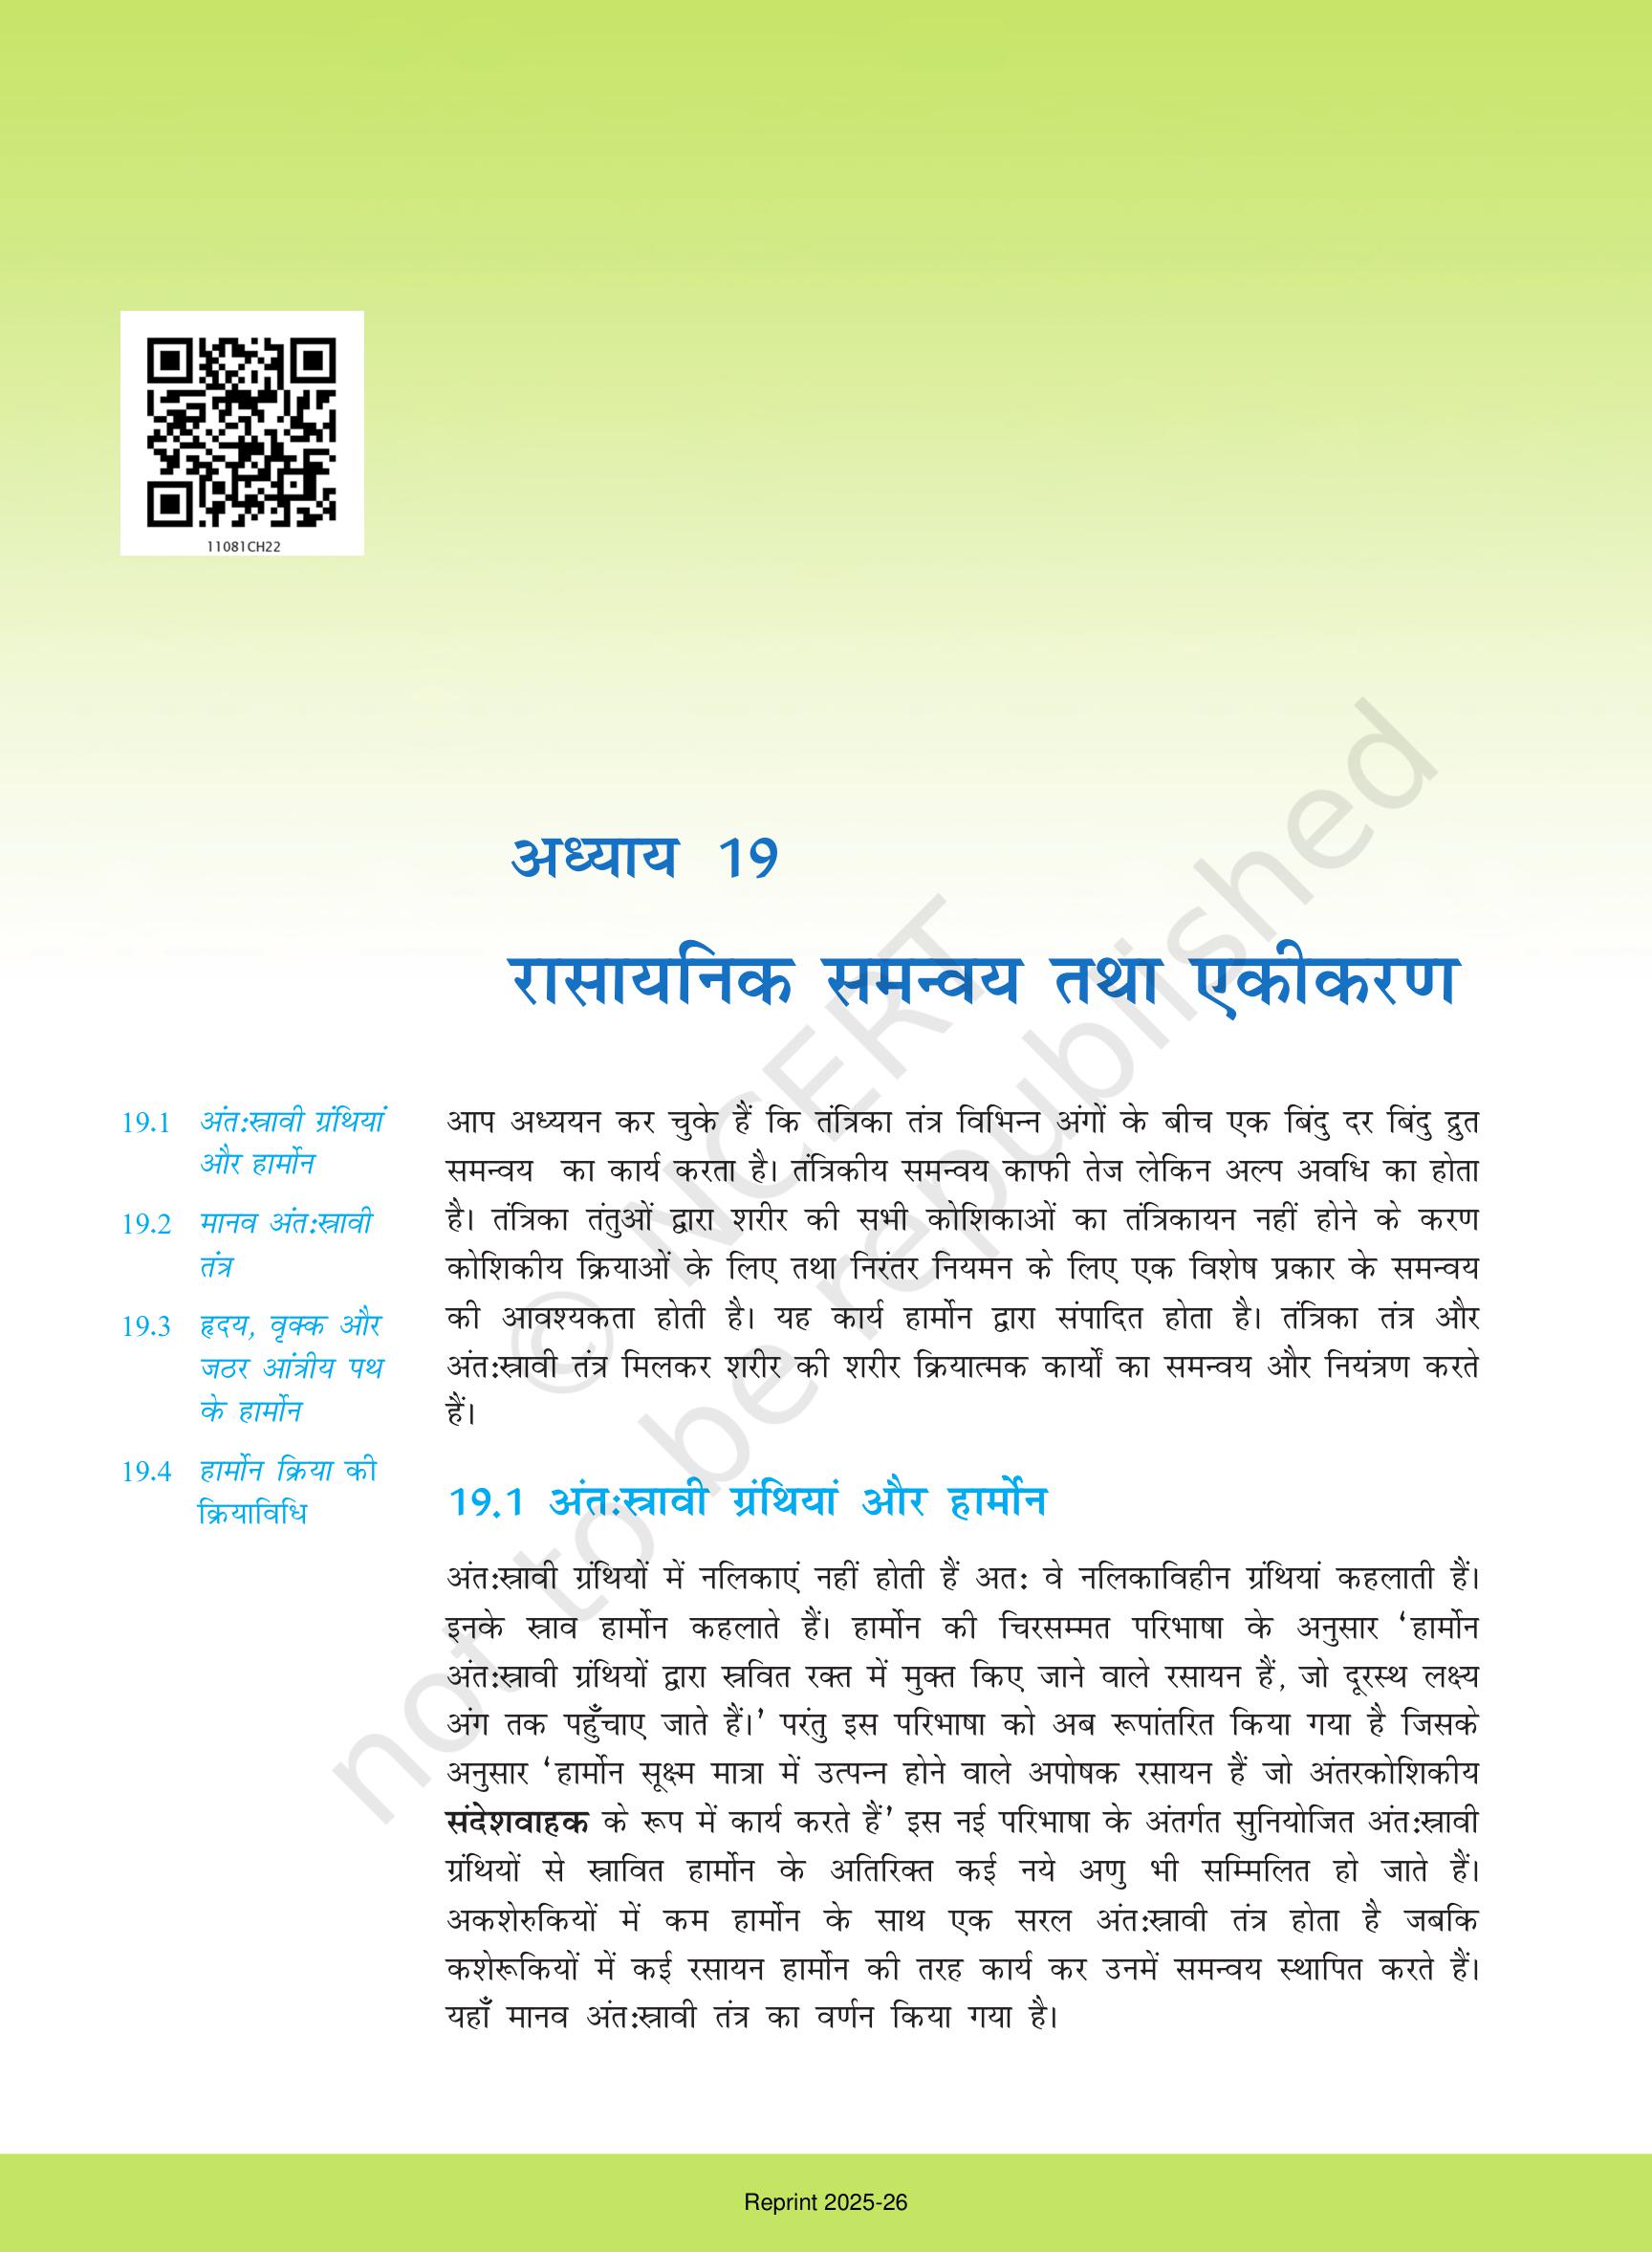 11081CH22
अध्याय 19
रासायनिक समन्वय तथा एकीकरण
19.1 अंत:स्रावी ग्रंथियां
और हार्मोन
19.2 मानव अंत:स्रावी
तंत्र
19.3 हृदय, वृक्क और
जठर आंत्रीय पथ
के हार्मोन
19.4 हार्मोन क्रिया की
क्रियाविधि
आप अध्ययन कर चुके हैं कि तंत्रिका तंत्र विभिन्न अंगों के बीच एक बिंदु दर बिंदु द्रुत
समन्वय का कार्य करता है। तंत्रिकीय समन्वय काफी तेज लेकिन अल्प अवधि का होता
है। तंत्रिका तंतुओं द्वारा शरीर की सभी कोशिकाओं का तंत्रिकायन नहीं होने के करण
कोशिकीय क्रियाओं के लिए तथा निरंतर नियमन के लिए एक विशेष प्रकार के समन्वय
की आवश्यकता होती है। यह कार्य हार्मोन द्वारा संपादित होता है। तंत्रिका तंत्र और
अंत:स्रावी तंत्र मिलकर शरीर की शरीर क्रियात्मक कार्यों का समन्वय और नियंत्रण करते
हैं।
19.1 अंत:स्रावी ग्रंथियां और हार्मोन
अंत:स्रावी ग्रंथियों में नलिकाएं नहीं होती हैं अत: वे नलिकाविहीन ग्रंथियां कहलाती हैं।
इनके स्राव हार्मोन कहलाते हैं। हार्मोन की चिरसम्मत परिभाषा के अनुसार ‘हार्मोन
अंत:स्रावी ग्रंथियों द्वारा स्रवित रक्त में मुक्त किए जाने वाले रसायन हैं, जो दूरस्थ लक्ष्य
अंग तक पहुँचाए जाते हैं।’ परंतु इस परिभाषा को अब रूपांतरित किया गया है जिसके
अनुसार ‘हार्मोन सूक्ष्म मात्रा में उत्पन्न होने वाले अपोषक रसायन हैं जो अंतरकोशिकीय
संदेशवाहक के रूप में कार्य करते हैं’ इस नई परिभाषा के अंतर्गत सुनियोजित अंत:स्रावी
ग्रंथियों से स्रावित हार्मोन के अतिरिक्त कई नये अणु भी सम्मिलित हो जाते हैं।
अकशेरुकियों में कम हार्मोन के साथ एक सरल अंत:स्रावी तंत्र होता है जबकि
कशेरूकियों में कई रसायन हार्मोन की तरह कार्य कर उनमें समन्वय स्थापित करते हैं।
यहाँ मानव अंत:स्रावी तंत्र का वर्णन किया गया है।
© NCERT
not to be republished
Reprint 2025-26